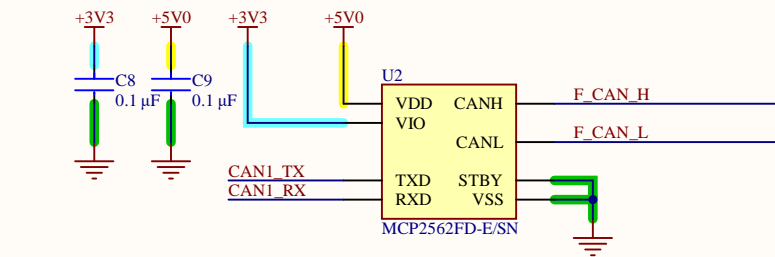 +3V3 +5V0 +3V3 +5V0
U2
C8 C9
0.1 µF 0.1 µF
VDD CANH F_CAN_H
VIO
CANL F_CAN_L
CAN1_TX TXD STBY
CAN1_RX RXD VSS
MCP2562FD-E/SN